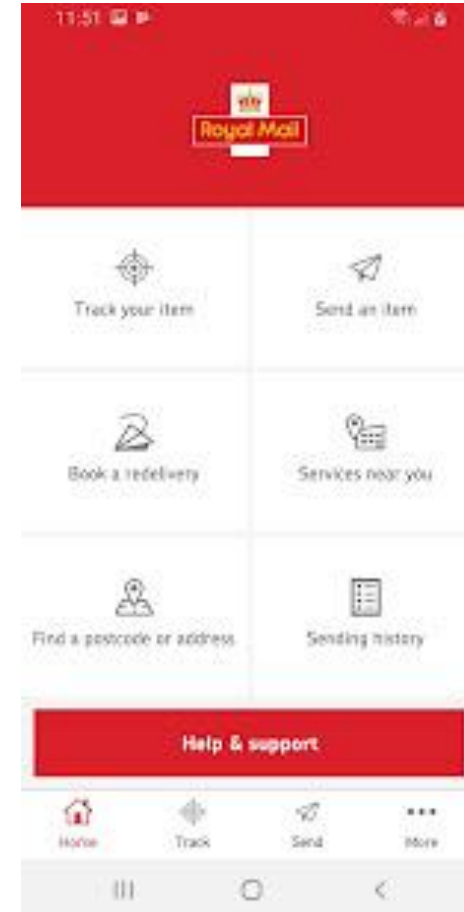 11:51
Royal Mail
Track your item
Send an item
Book a redelivery
Services near you
Find a postcode or address
Sending history
Help & support
Home
Track
Send
More